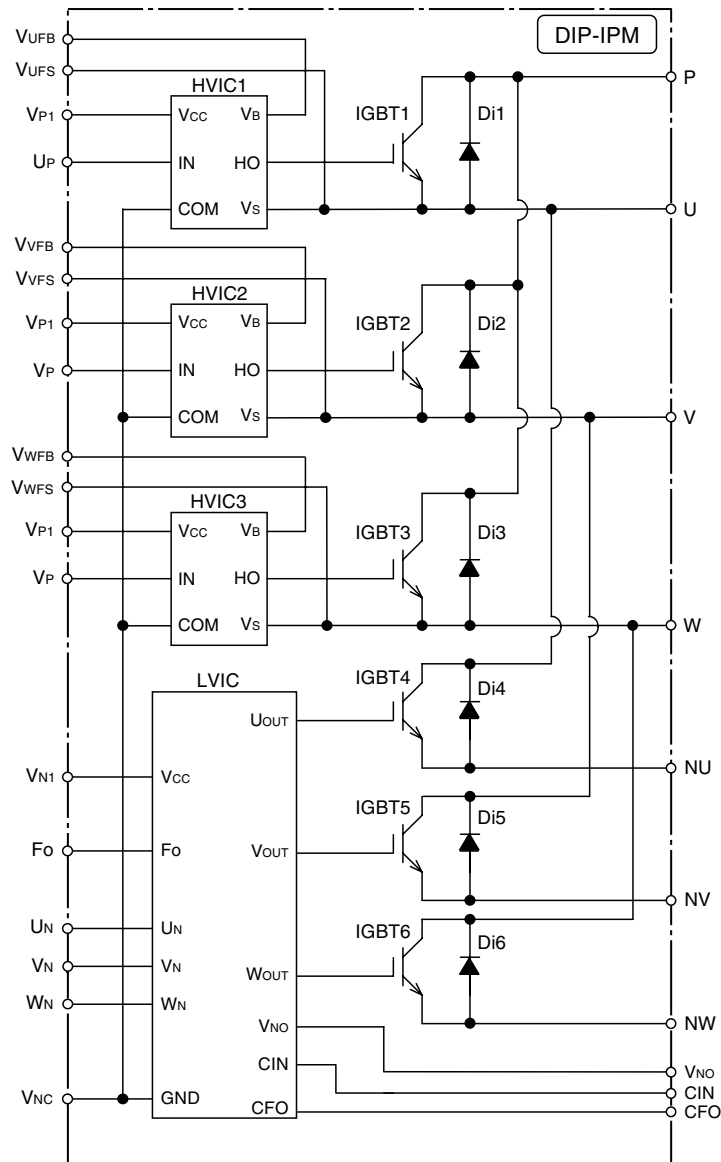 DIP-IPM
VUFB
VUFS
HVIC1
P
VP1
VCC
VB
IGBT1
Di1
UP
IN
HO
COM
VS
U
VVFB
VVFS
HVIC2
VP1
VCC
VB
IGBT2
Di2
VP
IN
HO
COM
VS
V
VWFB
VWFS
HVIC3
VP1
VCC
VB
IGBT3
Di3
VP
IN
HO
COM
VS
W
LVIC
IGBT4
Di4
UOUT
NU
VN1
VCC
IGBT5
Di5
FO
FO
VOUT
NV
UN
UN
IGBT6
Di6
VN
VN
WOUT
WN
WN
NW
VNO
VNO
CIN
CIN
VNC
GND
CFO
CFO